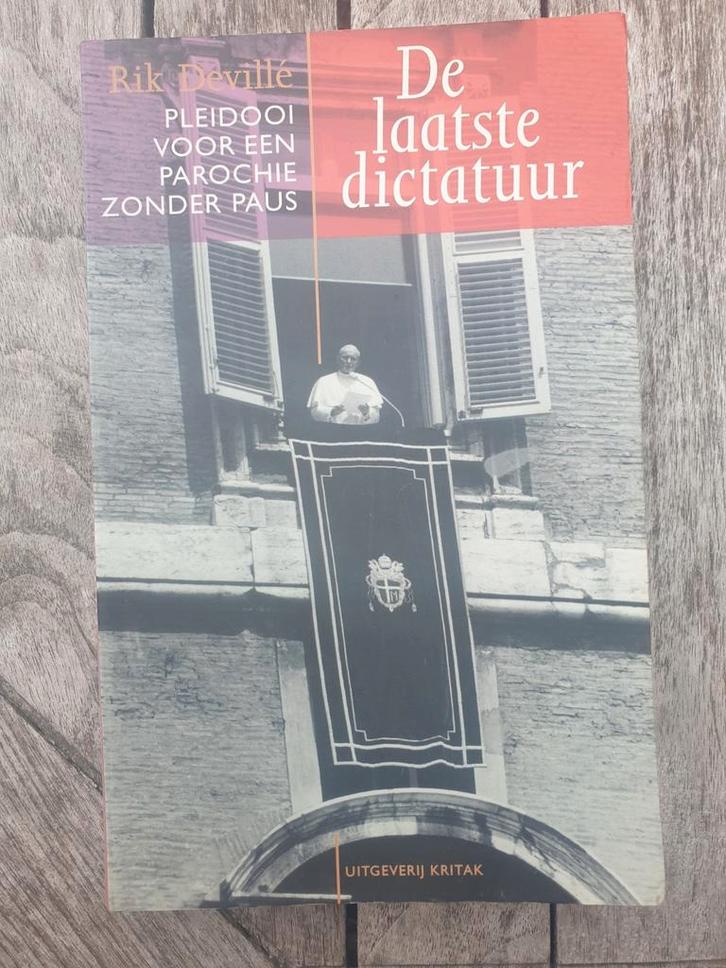 Rik Devillé
PLEIDOOI
VOOR EEN
PAROCHIE
ZONDER PAUS
De
laatste
dictatuur
UITGEVERIJ KRITAK